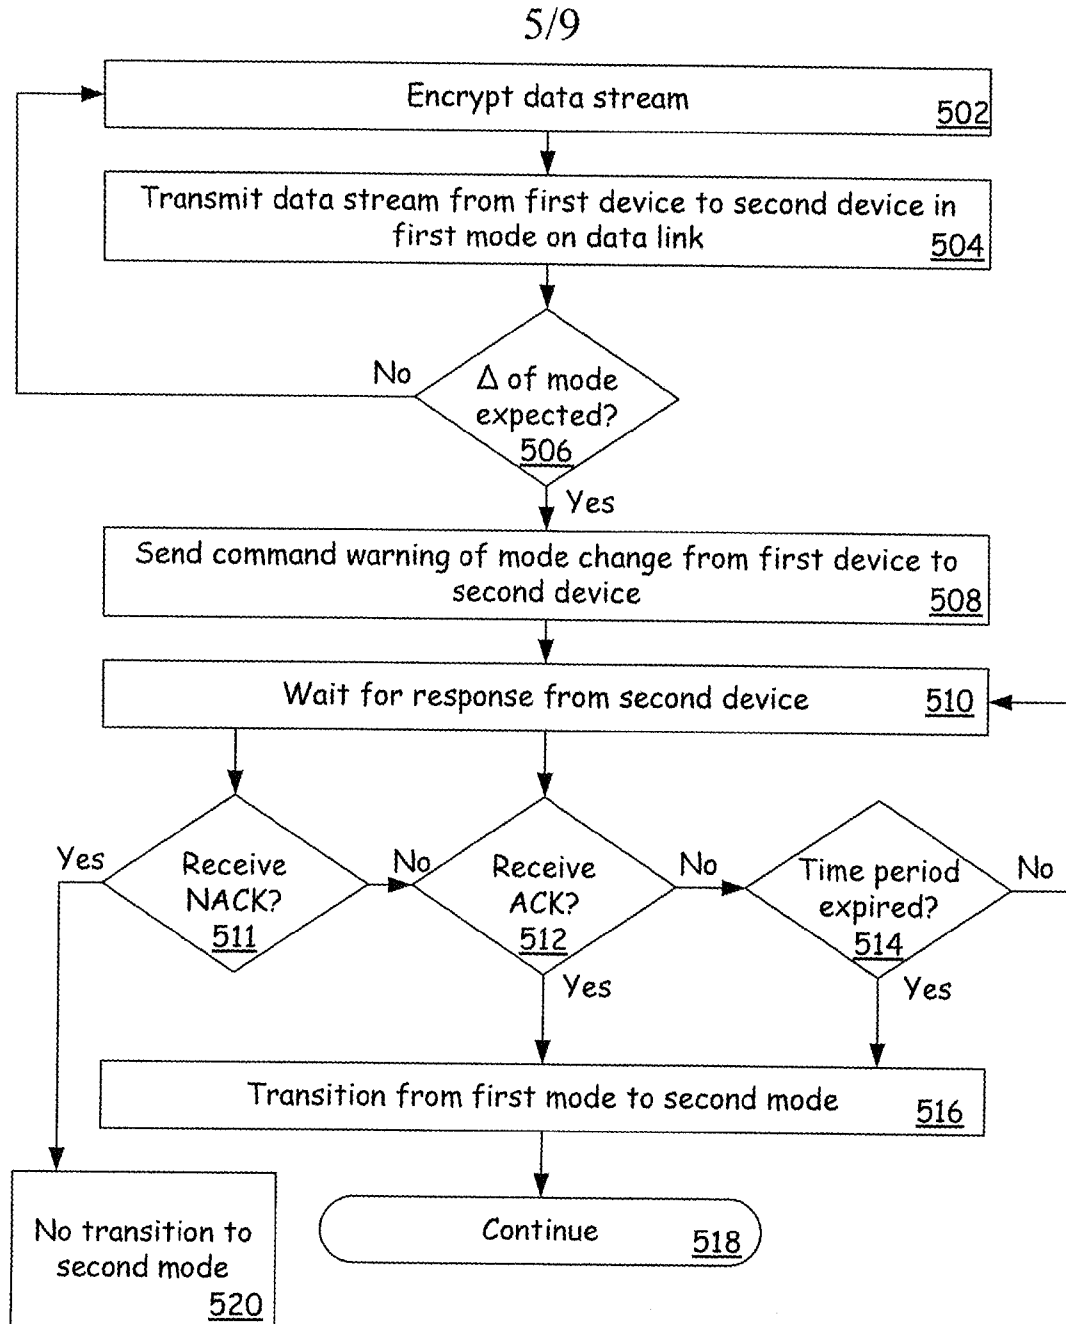 5/9
Encrypt data stream
502
Transmit data stream from first device to second device in
first mode on data link
504
No
Δ of mode
expected?
506
Yes
Send command warning of mode change from first device to
second device
508
Wait for response from second device
510
Yes
Receive
NACK?
511
No
Receive
ACK?
512
No
Time period
expired?
514
No
Yes
Yes
Transition from first mode to second mode
516
Continue
518
No transition to
second mode
520